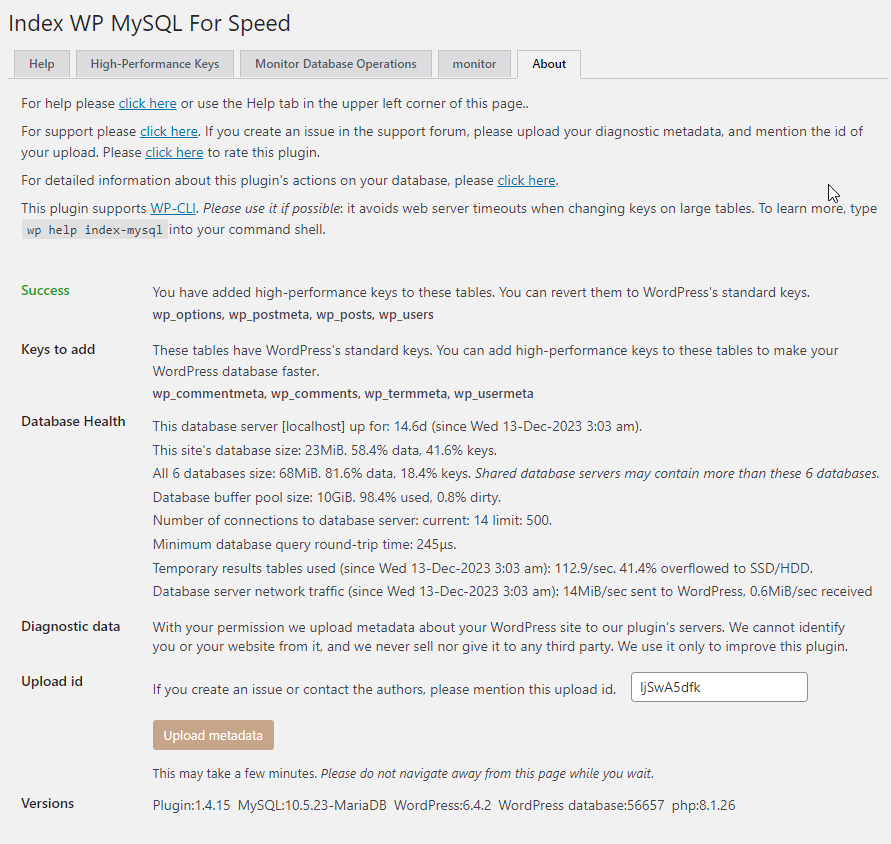 Index WP MySQL For Speed
Help High-Performance Keys Monitor Database Operations monitor About
For help please click here or use the Help tab in the upper left corner of this page..
For support please click here. If you create an issue in the support forum, please upload your diagnostic metadata, and mention the id of
your upload. Please click here to rate this plugin.
For detailed information about this plugin's actions on your database, please click here.
This plugin supports WP-CLI. Please use it if possible: it avoids web server timeouts when changing keys on large tables. To learn more, type
wp help index-mysql into your command shell.
Success You have added high-performance keys to these tables. You can revert them to WordPress's standard keys.
wp_options, wp_postmeta, wp_posts, wp_users
Keys to add These tables have WordPress's standard keys. You can add high-performance keys to these tables to make your
WordPress database faster.
wp_commentmeta, wp_comments, wp_termmeta, wp_usermeta
Database Health This database server [localhost] up for: 14.6d (since Wed 13-Dec-2023 3:03 am).
This site's database size: 23MiB. 58.4% data, 41.6% keys.
All 6 databases size: 68MiB. 81.6% data, 18.4% keys. Shared database servers may contain more than these 6 databases.
Database buffer pool size: 10GiB. 98.4% used, 0.8% dirty.
Number of connections to database server: current: 14 limit: 500.
Minimum database query round-trip time: 245μs.
Temporary results tables used (since Wed 13-Dec-2023 3:03 am): 112.9/sec. 41.4% overflowed to SSD/HDD.
Database server network traffic (since Wed 13-Dec-2023 3:03 am): 14MiB/sec sent to WordPress, 0.6MiB/sec received
Diagnostic data With your permission we upload metadata about your WordPress site to our plugin's servers. We cannot identify
you or your website from it, and we never sell nor give it to any third party. We use it only to improve this plugin.
Upload id If you create an issue or contact the authors, please mention this upload id. ljSwA5dfk
Upload metadata
This may take a few minutes. Please do not navigate away from this page while you wait.
Versions Plugin:1.4.15 MySQL:10.5.23-MariaDB WordPress:6.4.2 WordPress database:56657 php:8.1.26